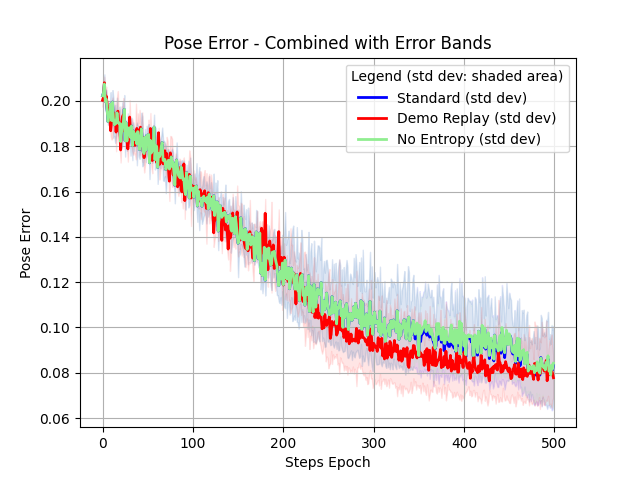 Pose Error - Combined with Error Bands
Legend (std dev: shaded area)
Standard (std dev)
Demo Replay (std dev)
No Entropy (std dev)
Pose Error
0.20
0.18
0.16
0.14
0.12
0.10
0.08
0.06
0 100 200 300 400 500
Steps Epoch